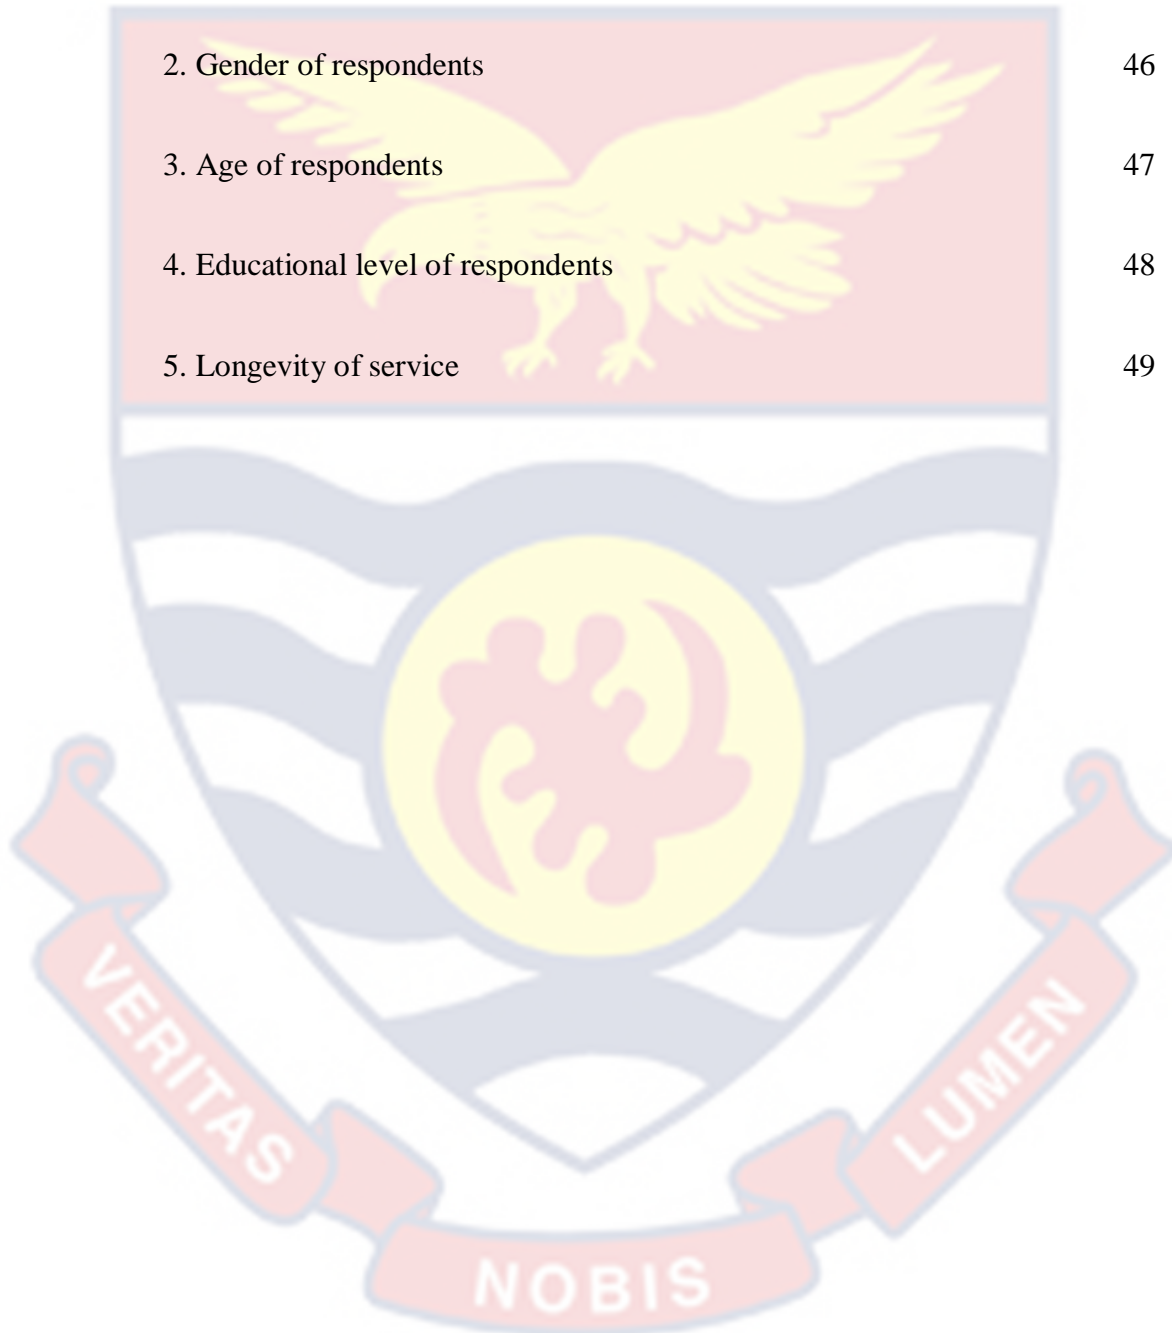 2. Gender of respondents 46
3. Age of respondents 47
4. Educational level of respondents 48
5. Longevity of service 49
VERITAS
NOBIS
LUMEN